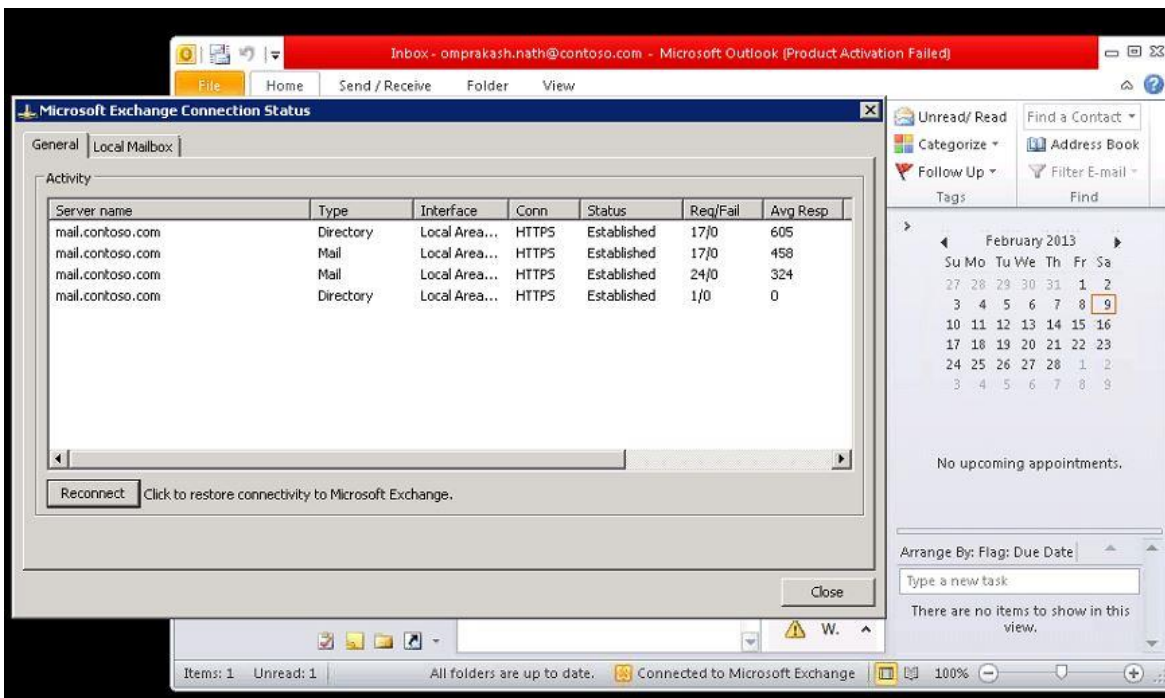 Inbox - omprakash.nath@contoso.com - Microsoft Outlook (Product Activation Failed)
File Home Send / Receive Folder View
Microsoft Exchange Connection Status
General Local Mailbox
Activity
Server name Type Interface Conn Status Req/Fail Avg Resp
mail.contoso.com Directory Local Area... HTTPS Established 17/0 605
mail.contoso.com Mail Local Area... HTTPS Established 17/0 458
mail.contoso.com Mail Local Area... HTTPS Established 24/0 324
mail.contoso.com Directory Local Area... HTTPS Established 1/0 0
Reconnect Click to restore connectivity to Microsoft Exchange.
Close
Unread/ Read Find a Contact
Categorize Address Book
Follow Up Filter E-mail
Tags Find
February 2013
Su Mo Tu We Th Fr Sa
27 28 29 30 31 1 2
3 4 5 6 7 8 9
10 11 12 13 14 15 16
17 18 19 20 21 22 23
24 25 26 27 28 1 2
3 4 5 6 7 8 9
No upcoming appointments.
Arrange By: Flag: Due Date
Type a new task
There are no items to show in this
view.
W.
Items: 1 Unread: 1 All folders are up to date. Connected to Microsoft Exchange 100%